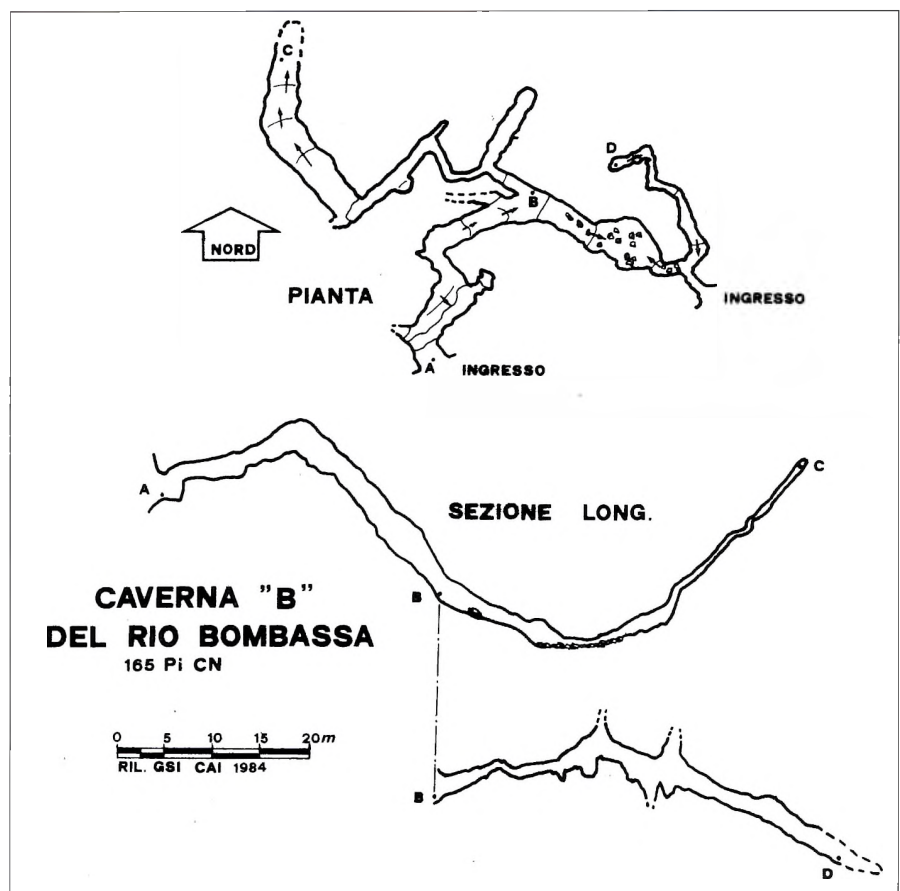 C
D
B
NORD
PIANTA
INGRESSO
A
INGRESSO
C
A
SEZIONE LONG.
B
CAVERNA "B"
DEL RIO BOMBASSA
165 Pi CN
0 5 10 15 20m
RIL. GSI CAI 1984
B
D